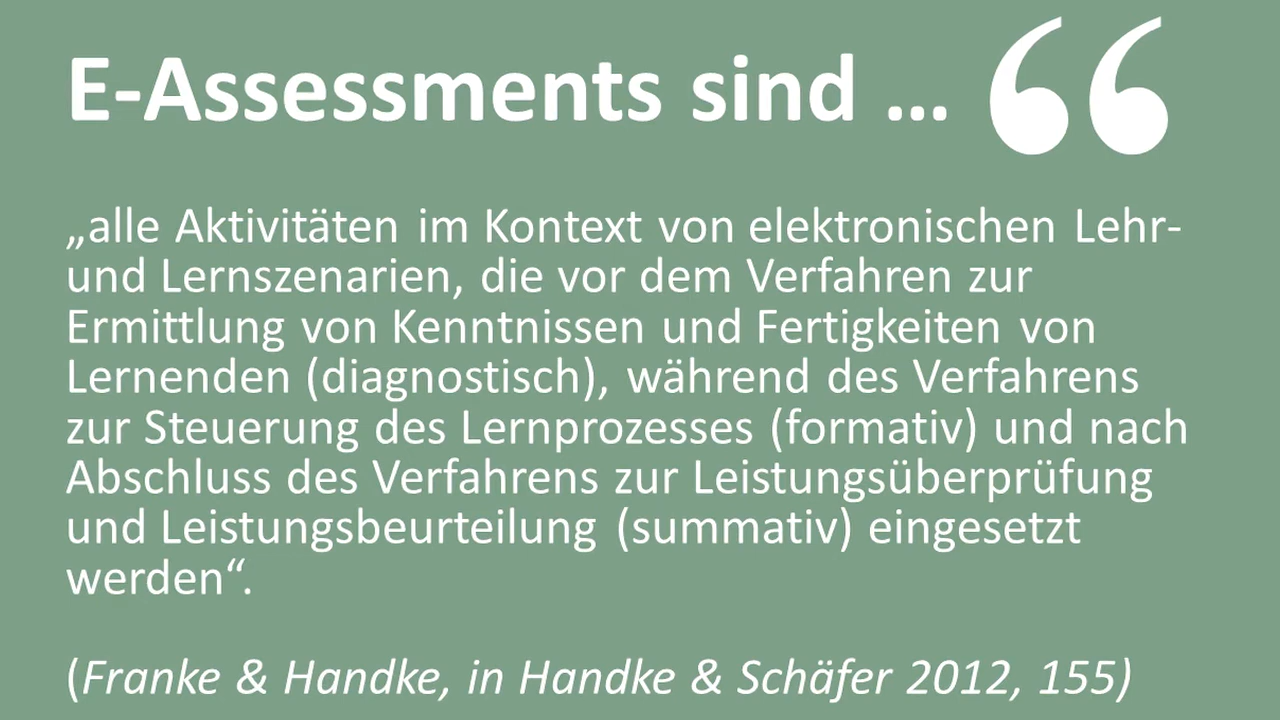 E-Assessments sind ... “
„alle Aktivitäten im Kontext von elektronischen Lehr-
und Lernszenarien, die vor dem Verfahren zur
Ermittlung von Kenntnissen und Fertigkeiten von
Lernenden (diagnostisch), während des Verfahrens
zur Steuerung des Lernprozesses (formativ) und nach
Abschluss des Verfahrens zur Leistungsüberprüfung
und Leistungsbeurteilung (summativ) eingesetzt
werden“.
(Franke & Handke, in Handke & Schäfer 2012, 155)